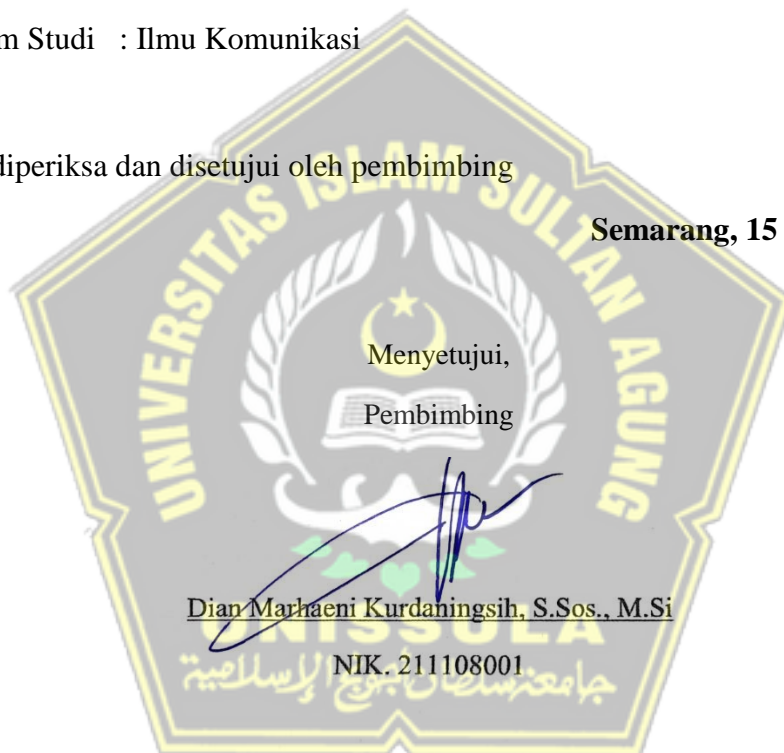 m Studi : Ilmu Komunikasi
diperiksa dan disetujui oleh pembimbing
Semarang, 15
UNIVERSITAS ISLAM SULTAN AGUNG
Menyetujui,
Pembimbing
Dian Marhaeni Kurdaningsih, S.Sos., M.Si
UNISSULA
NIK. 211108001
جامعة سلطان أبجوع الإسلامية